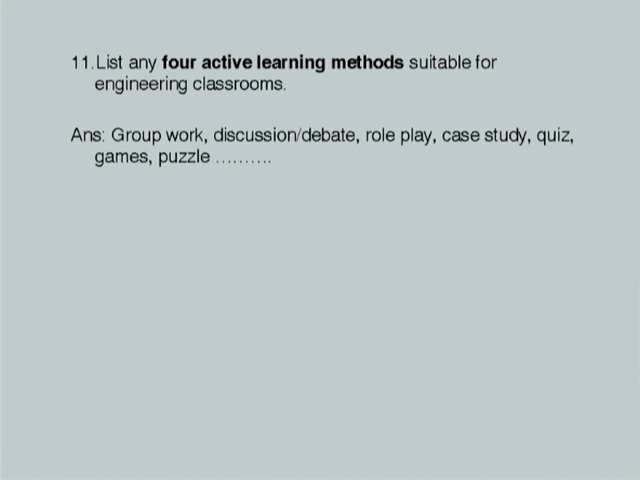 11.List any four active learning methods suitable for
engineering classrooms.
Ans: Group work, discussion/debate, role play, case study, quiz,
games, puzzle ..........